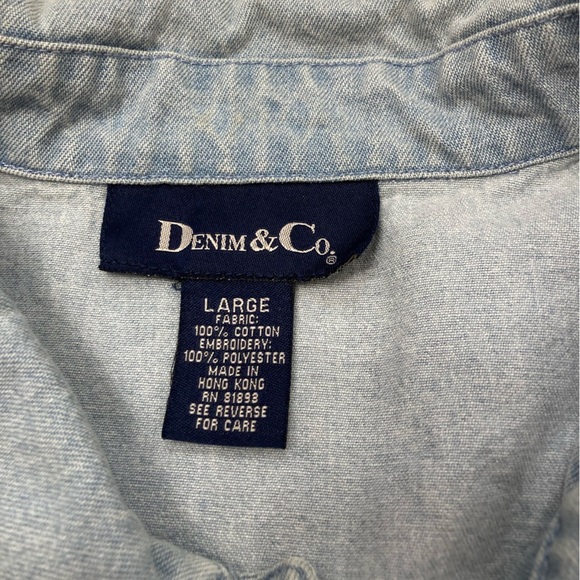 DENIM & CO.®
LARGE
FABRIC:
100% COTTON
EMBROIDERY:
100% POLYESTER
MADE IN
HONG KONG
RN 81893
SEE REVERSE
FOR CARE